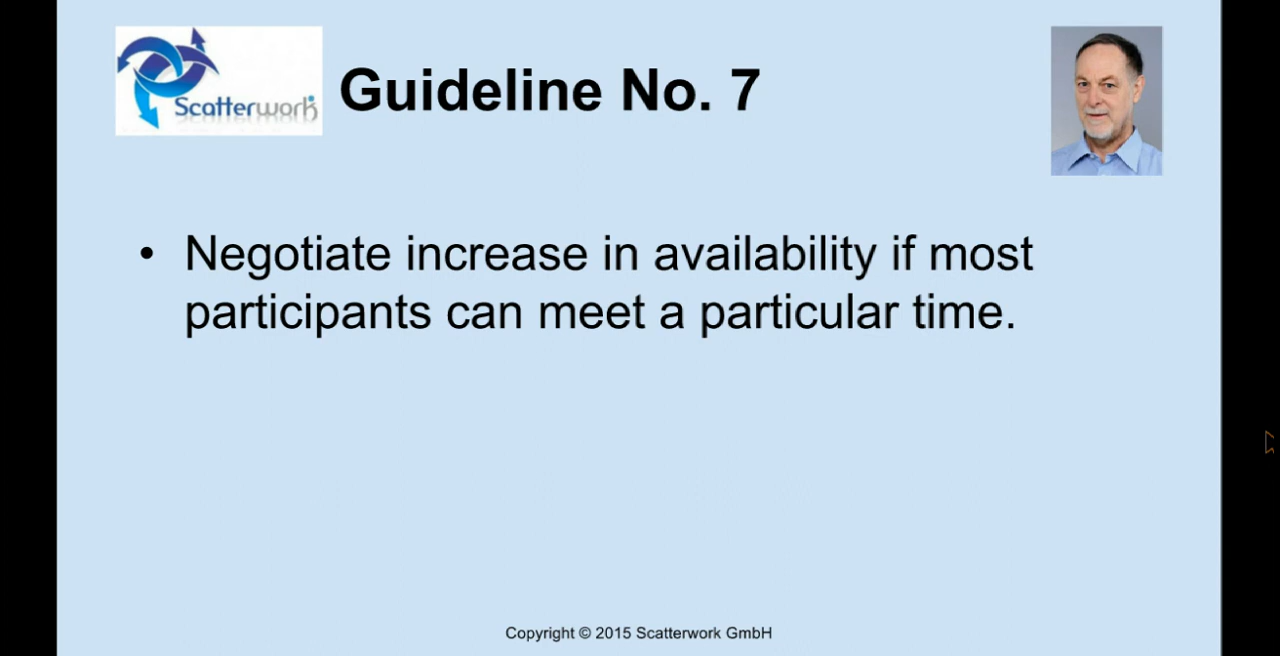 Scatterwork
Guideline No. 7
• Negotiate increase in availability if most
participants can meet a particular time.
Copyright © 2015 Scatterwork GmbH